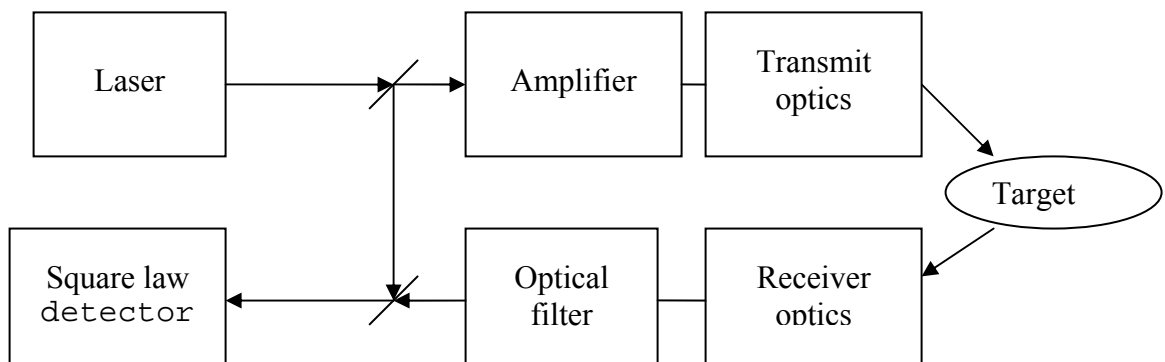 Laser
Amplifier
Transmit
optics
Target
Square law
detector
Optical
filter
Receiver
optics